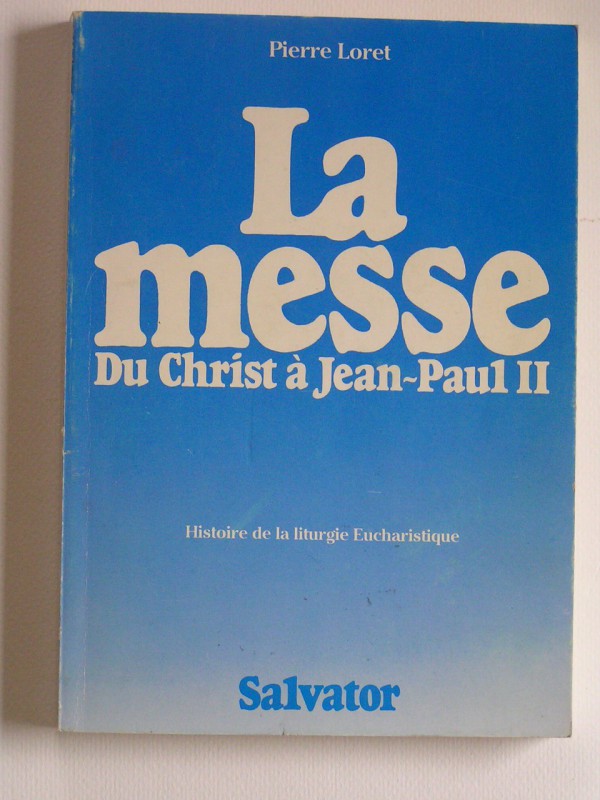 Pierre Loret
La
messe
Du Christ à Jean~Paul II
Histoire de la liturgie Eucharistique
Salvator